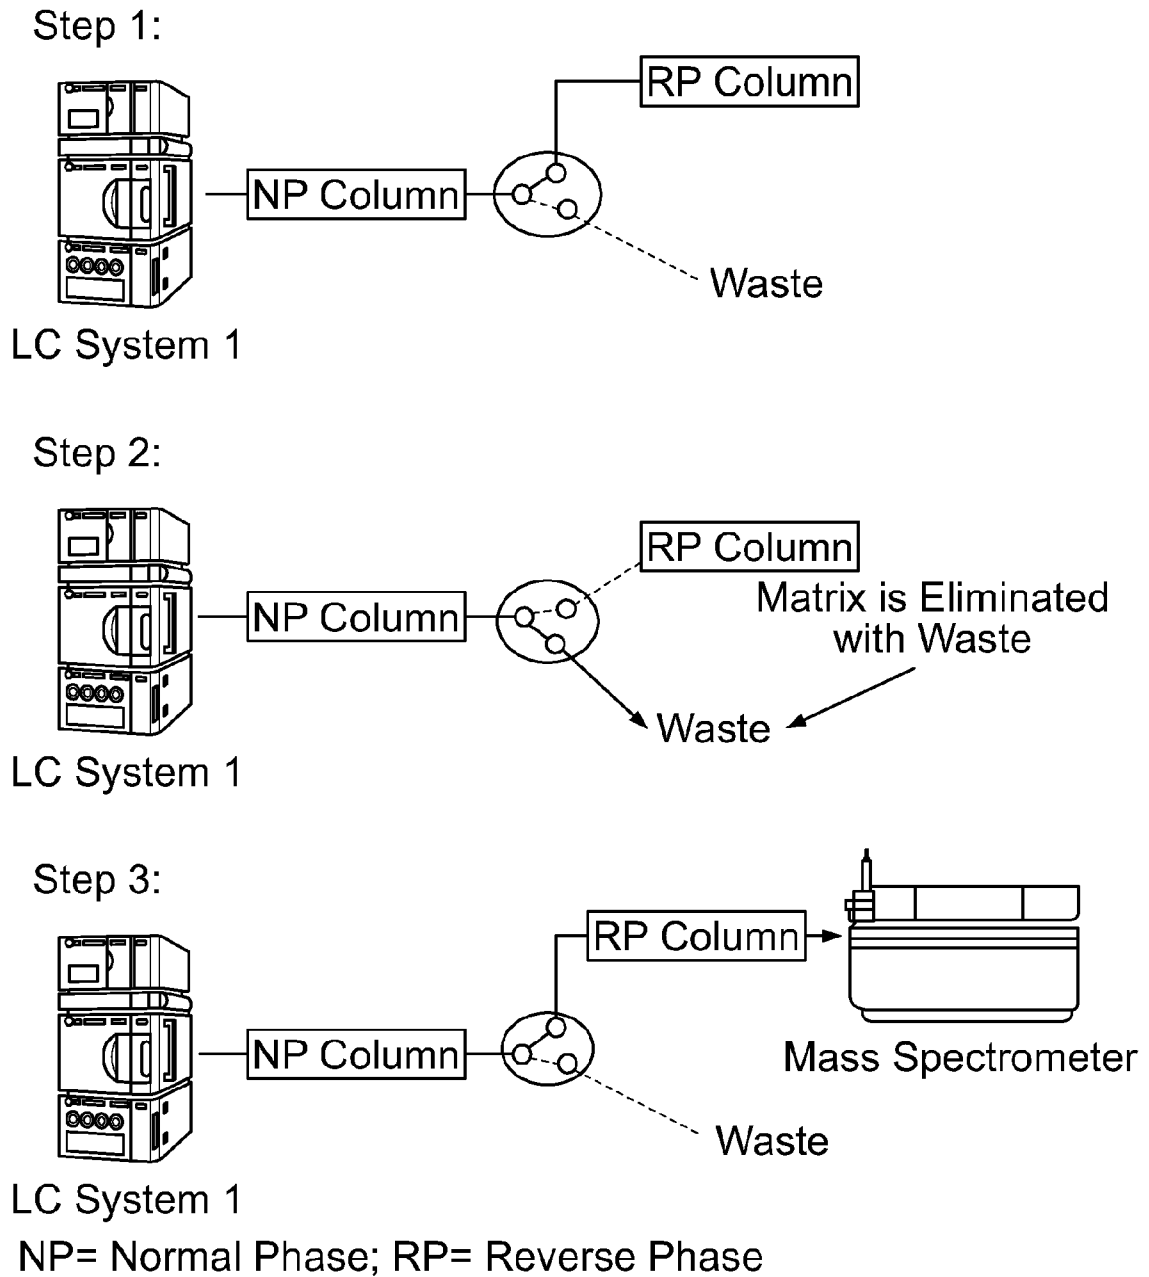 Step 1:
RP Column
NP Column
Waste
LC System 1
Step 2:
RP Column
Matrix is Eliminated
with Waste
NP Column
Waste
LC System 1
Step 3:
RP Column
NP Column
Mass Spectrometer
Waste
LC System 1
NP= Normal Phase; RP= Reverse Phase